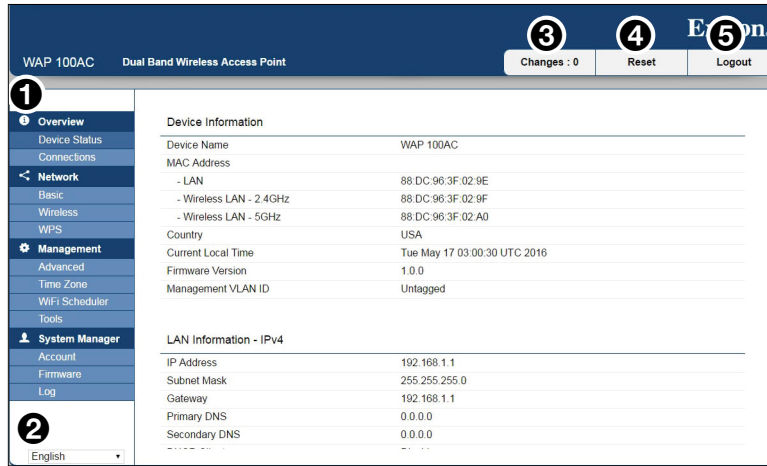 WAP 100AC Dual Band Wireless Access Point
3 4 5
Changes : 0 Reset Logout
1
Overview
Device Status
Connections
Network
Basic
Wireless
WPS
Management
Advanced
Time Zone
WiFi Scheduler
Tools
System Manager
Account
Firmware
Log
2
English
Device Information
Device Name WAP 100AC
MAC Address
- LAN 88:DC:96:3F:02:9E
- Wireless LAN - 2.4GHz 88:DC:96:3F:02:9F
- Wireless LAN - 5GHz 88:DC:96:3F:02:A0
Country USA
Current Local Time Tue May 17 03:00:30 UTC 2016
Firmware Version 1.0.0
Management VLAN ID Untagged
LAN Information - IPv4
IP Address 192.168.1.1
Subnet Mask 255.255.255.0
Gateway 192.168.1.1
Primary DNS 0.0.0.0
Secondary DNS 0.0.0.0